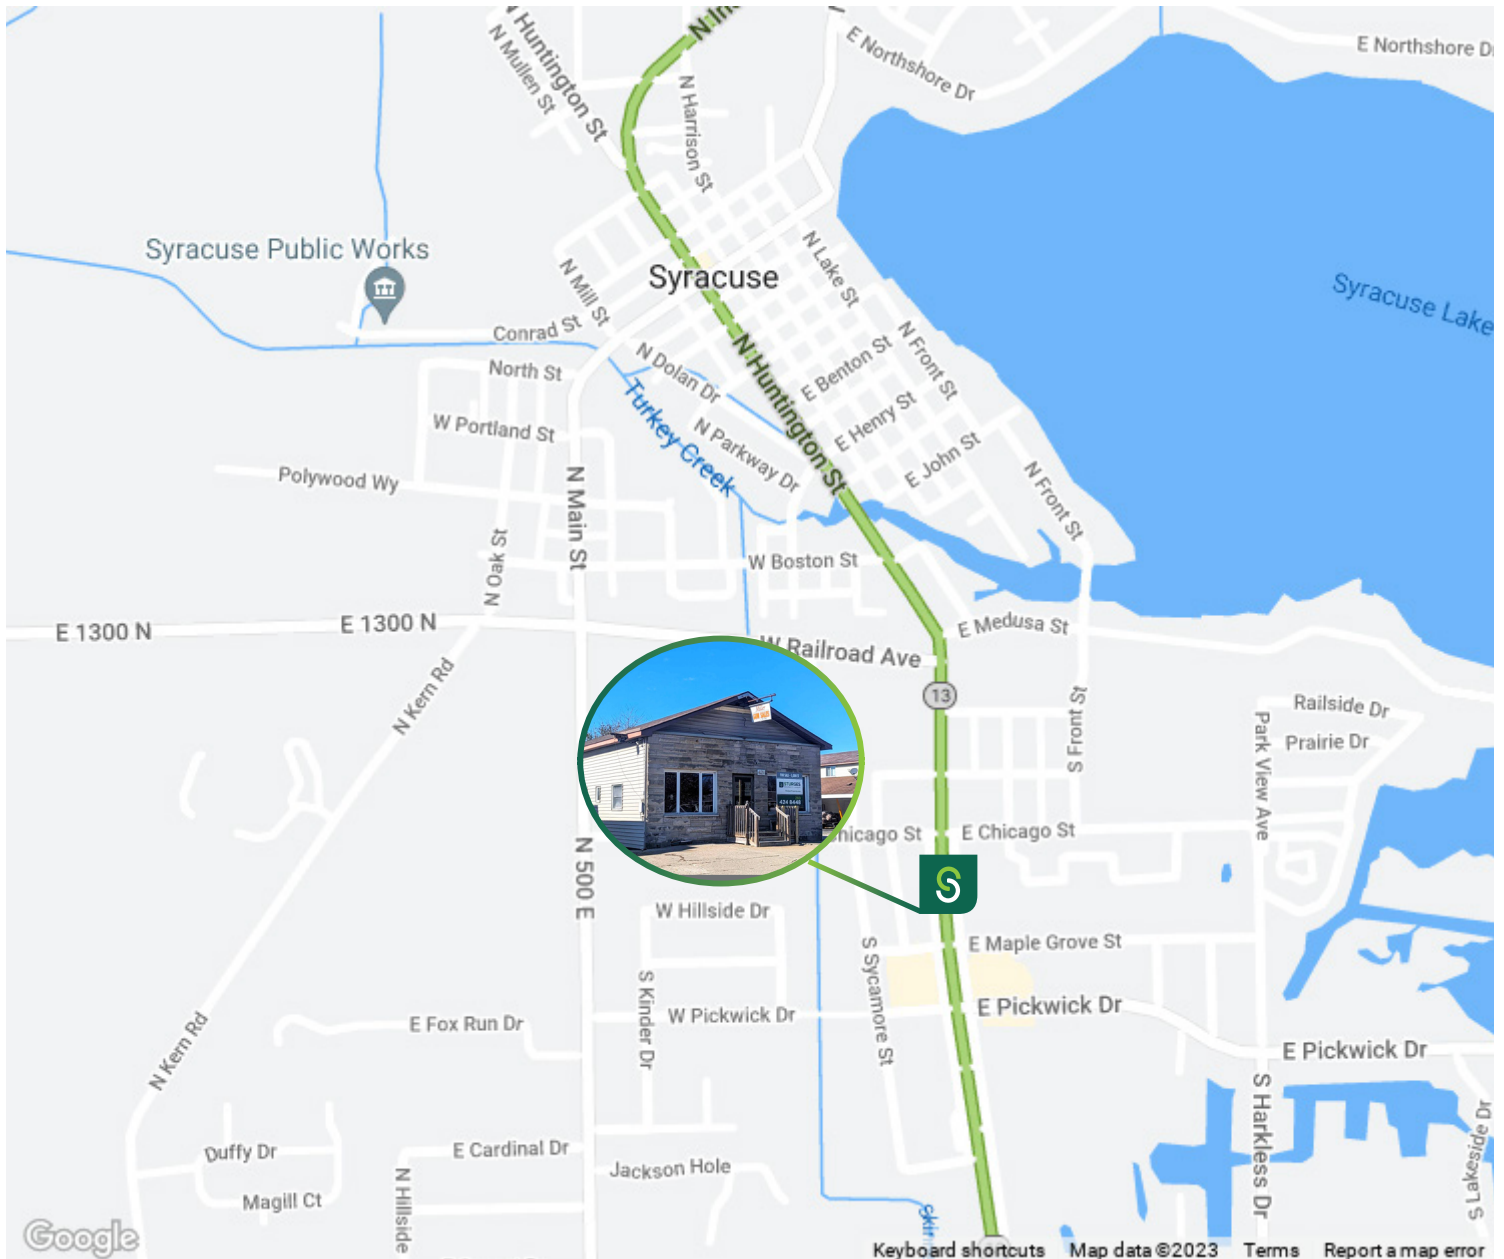 N Huntington St
N Mullen St
N Harrison St
E Northshore Dr
E Northshore
Syracuse Public Works
Syracuse
N Lake St
Syracuse Lake
N Mill St
Conrad St
N Front St
North St
N Dolan Dr
N Huntington St
E Benton St
Turkey Creek
W Portland St
E Henry St
N Parkway Dr
E John St
Polywood Wy
N Main St
N Front St
N Oak St
W Boston St
E 1300 N
E 1300 N
E Medusa St
W Railroad Ave
N Kern Rd
13
S Front St
Railside Dr
Park View Ave
Prairie Dr
STURGES
hicago St
E Chicago St
S
N 500 E
W Hillside Dr
S Sycamore St
E Maple Grove St
S Kinder Dr
E Pickwick Dr
W Pickwick Dr
E Fox Run Dr
N Kern Rd
E Pickwick Dr
S Harkless Dr
S Lakeside Dr
Duffy Dr
E Cardinal Dr
Jackson Hole
N Hillside
Magill Ct
Google
Keyboard shortcuts Map data ©2023 Terms Report a map error